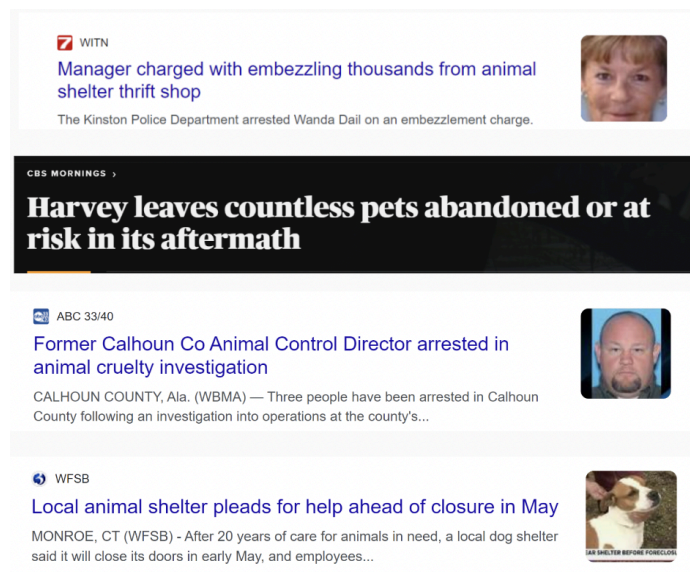 WITN
Manager charged with embezzling thousands from animal
shelter thrift shop
The Kinston Police Department arrested Wanda Dail on an embezzlement charge.
CBS MORNINGS ›
Harvey leaves countless pets abandoned or at
risk in its aftermath
ABC 33/40
Former Calhoun Co Animal Control Director arrested in
animal cruelty investigation
CALHOUN COUNTY, Ala. (WBMA) — Three people have been arrested in Calhoun
County following an investigation into operations at the county's...
WFSB
Local animal shelter pleads for help ahead of closure in May
MONROE, CT (WFSB) - After 20 years of care for animals in need, a local dog shelter
said it will close its doors in early May, and employees...
SHELTER BEFORE